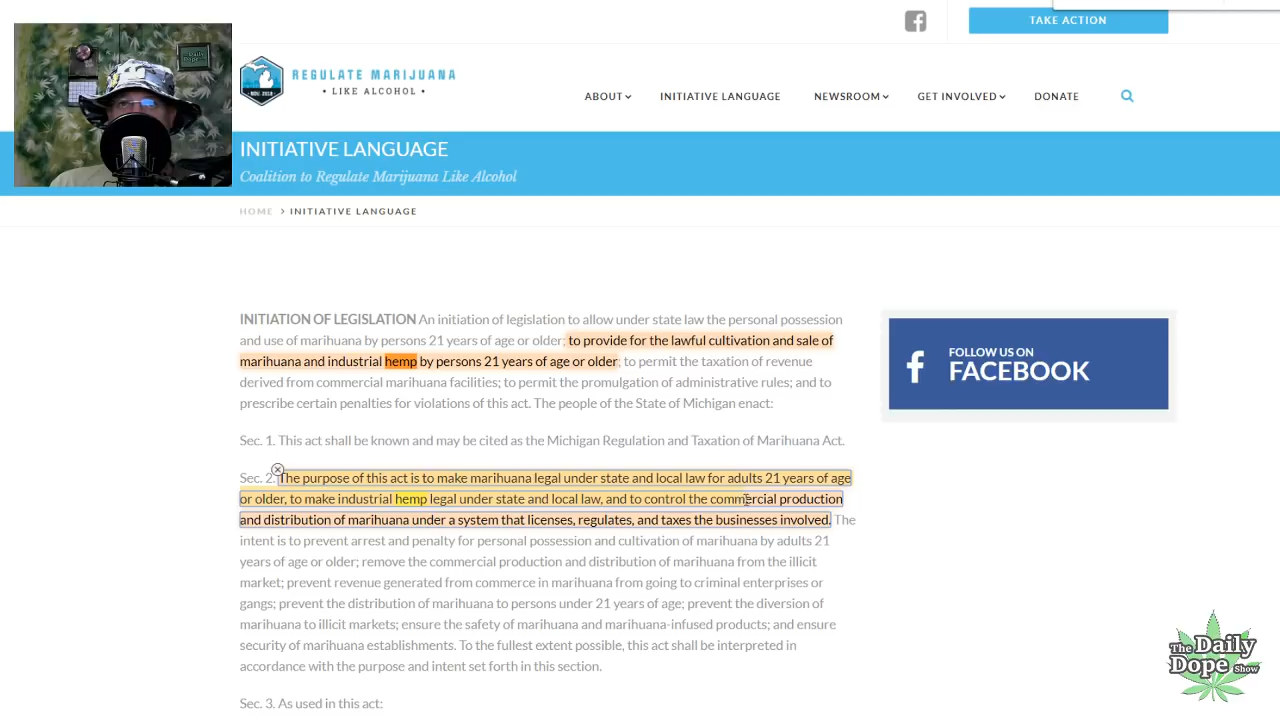 TAKE ACTION
REGULATE MARIJUANA
• LIKE ALCOHOL •
ABOUT
INITIATIVE LANGUAGE
NEWSROOM
GET INVOLVED
DONATE
INITIATIVE LANGUAGE
Coalition to Regulate Marijuana Like Alcohol
HOME > INITIATIVE LANGUAGE
INITIATION OF LEGISLATION An initiation of legislation to allow under state law the personal possession
and use of marihuana by persons 21 years of age or older; to provide for the lawful cultivation and sale of
marihuana and industrial hemp by persons 21 years of age or older; to permit the taxation of revenue
derived from commercial marihuana facilities; to permit the promulgation of administrative rules; and to
prescribe certain penalties for violations of this act. The people of the State of Michigan enact:
Sec. 1. This act shall be known and may be cited as the Michigan Regulation and Taxation of Marihuana Act.
Sec. 2. The purpose of this act is to make marihuana legal under state and local law for adults 21 years of age
or older, to make industrial hemp legal under state and local law, and to control the commercial production
and distribution of marihuana under a system that licenses, regulates, and taxes the businesses involved. The
intent is to prevent arrest and penalty for personal possession and cultivation of marihuana by adults 21
years of age or older; remove the commercial production and distribution of marihuana from the illicit
market; prevent revenue generated from commerce in marihuana from going to criminal enterprises or
gangs; prevent the distribution of marihuana to persons under 21 years of age; prevent the diversion of
marihuana to illicit markets; ensure the safety of marihuana and marihuana-infused products; and ensure
security of marihuana establishments. To the fullest extent possible, this act shall be interpreted in
accordance with the purpose and intent set forth in this section.
Sec. 3. As used in this act:
FOLLOW US ON
FACEBOOK
The Daily
Dope Show